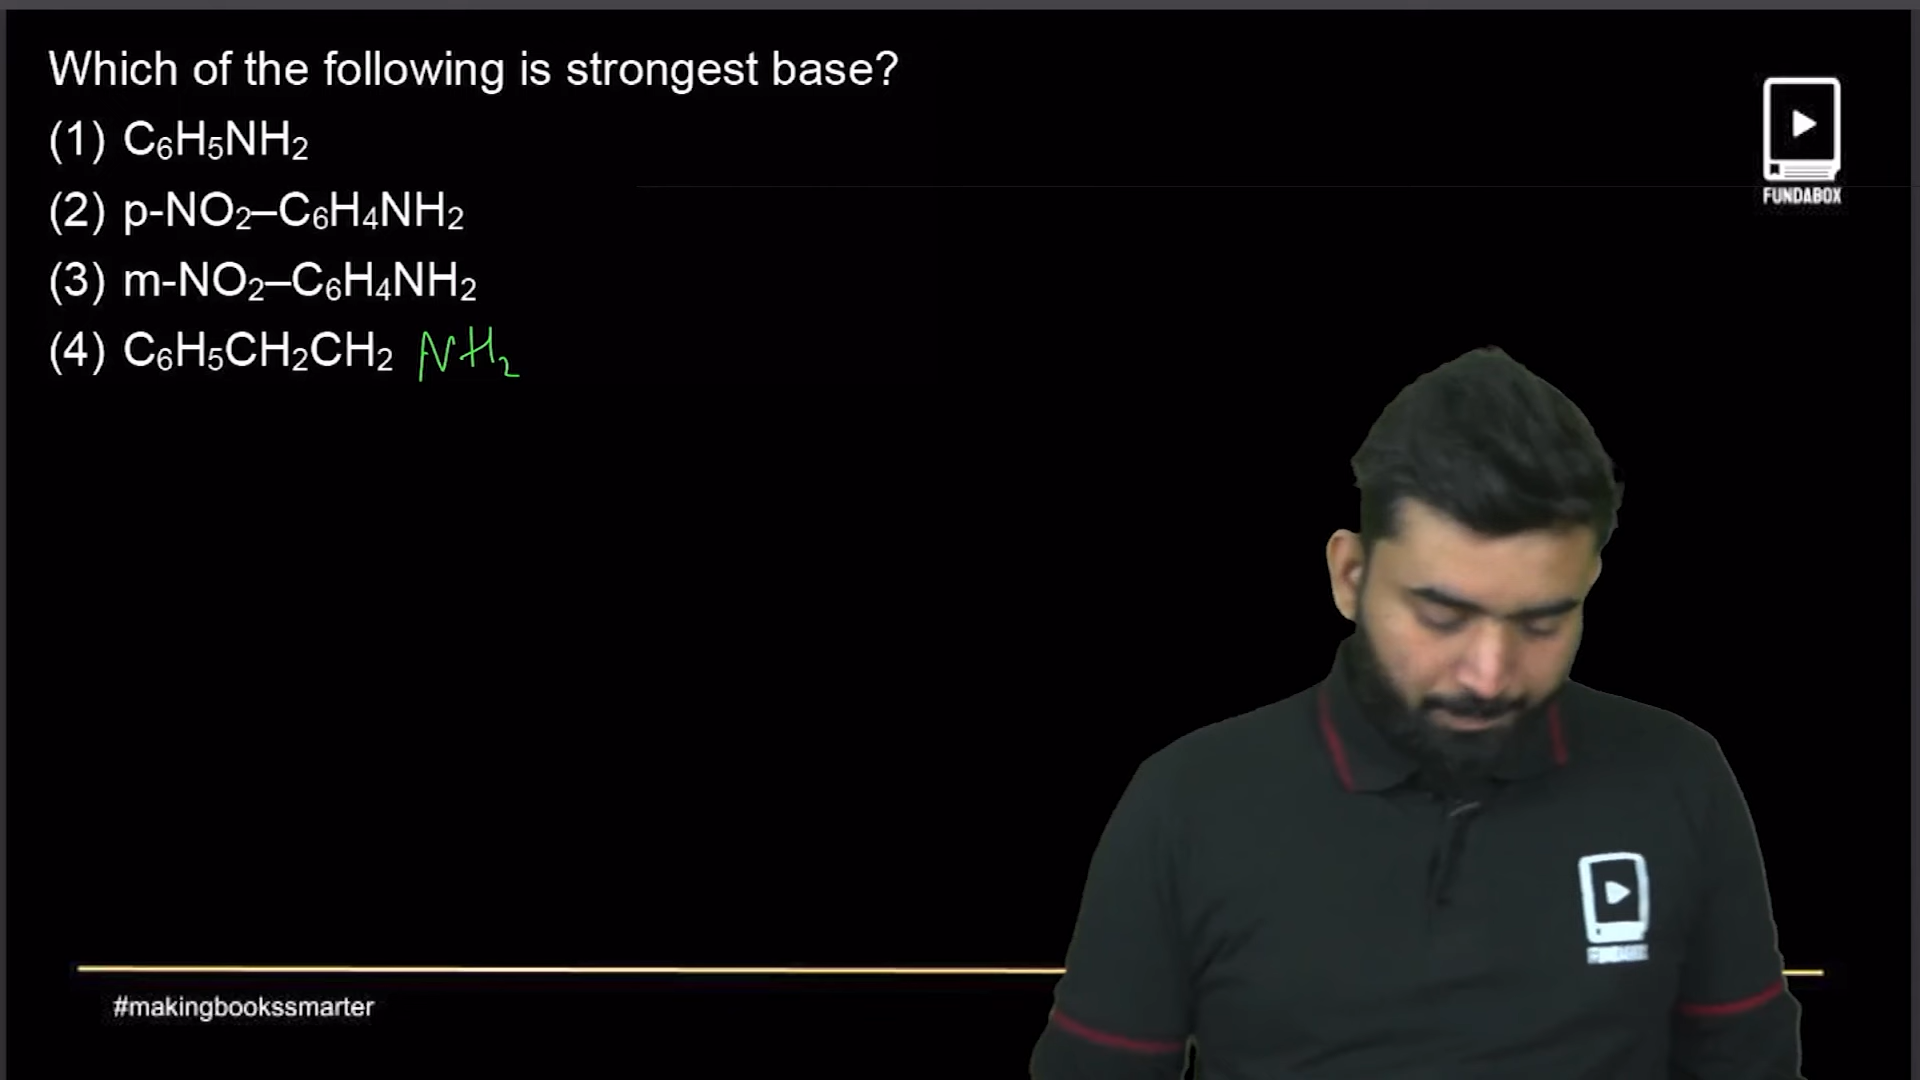 Which of the following is strongest base?
(1) C₆H₅NH₂
(2) p-NO₂–C₆H₄NH₂
(3) m-NO₂–C₆H₄NH₂
(4) C₆H₅CH₂CH₂ NH₂
FUNDABOX
FUNDABOX
#makingbookssmarter